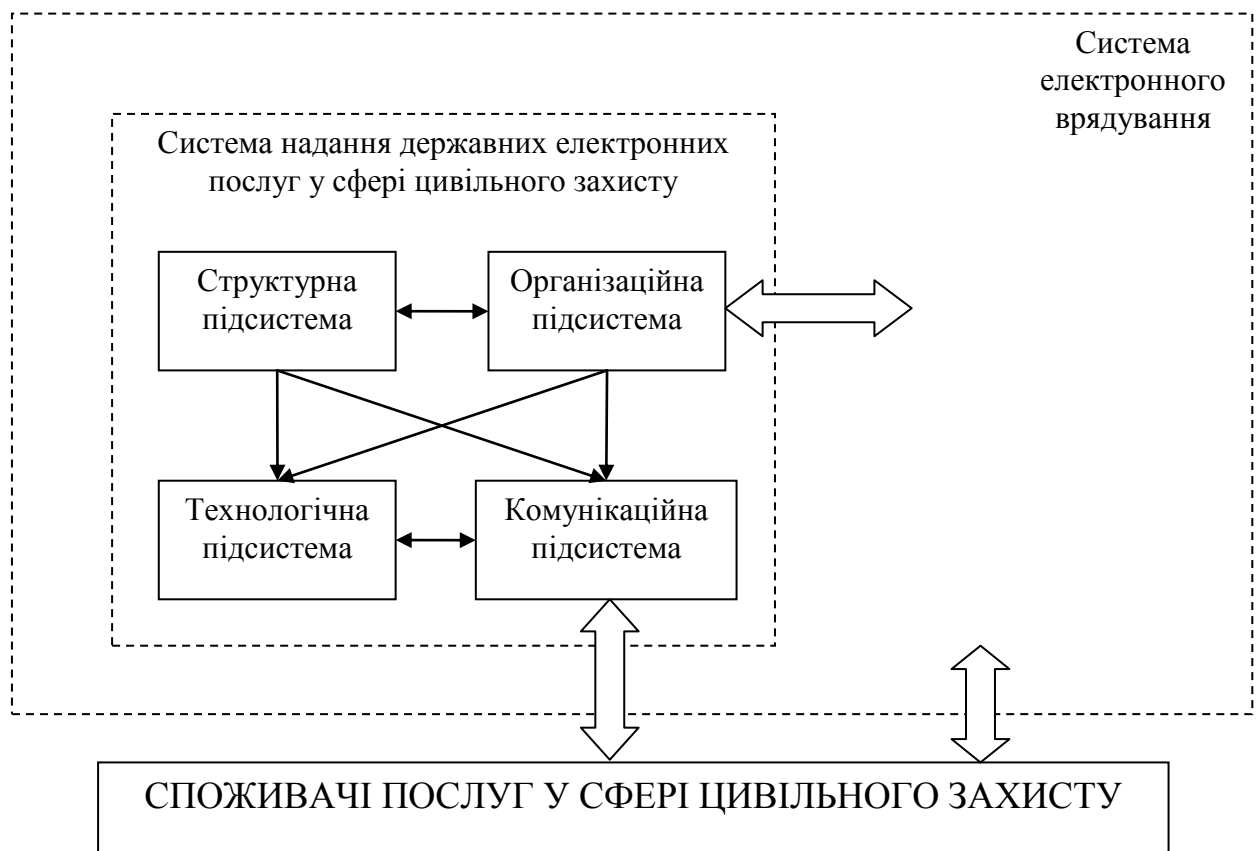 Система
електронного
врядування
Система надання державних електронних
послуг у сфері цивільного захисту
Структурна
підсистема
Організаційна
підсистема
Технологічна
підсистема
Комунікаційна
підсистема
СПОЖИВАЧІ ПОСЛУГ У СФЕРІ ЦИВІЛЬНОГО ЗАХИСТУ